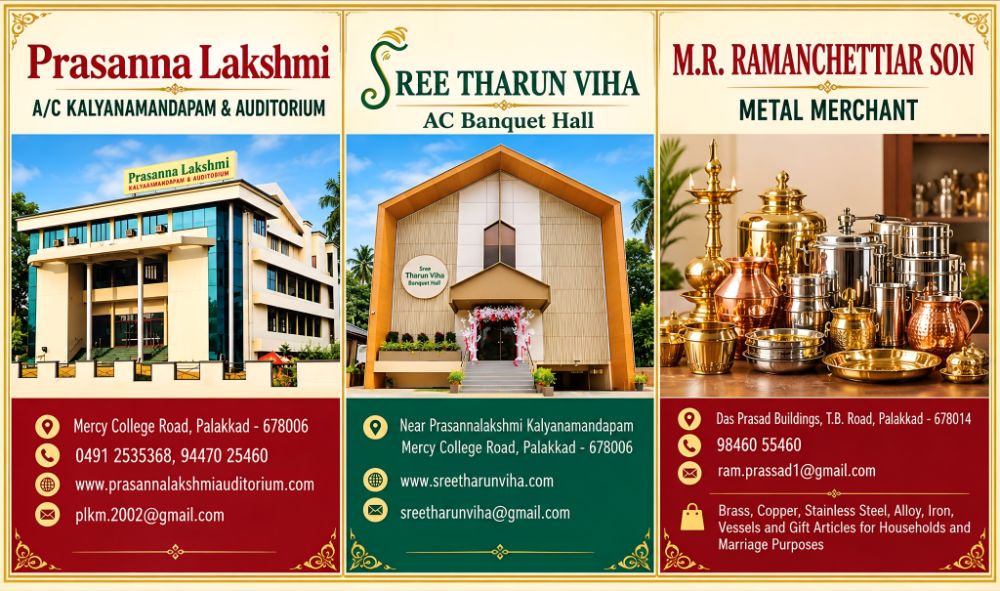 Prasanna Lakshmi
A/C KALYANAMANDAPAM & AUDITORIUM
Prasanna Lakshmi
KALYAANMANDAPAM & AUDITORIUM
Mercy College Road, Palakkad - 678006
0491 2535368, 94470 25460
www.prasannalakshmiauditorium.com
plkm.2002@gmail.com
SREE THARUN VIHA
AC Banquet Hall
Sree
Tharun Viha
Banquet Hall
Near Prasannalakshmi Kalyanamandapam
Mercy College Road, Palakkad - 678006
www.sreetharunviha.com
sreetharunviha@gmail.com
M.R. RAMANCHETTIAR SON
METAL MERCHANT
Das Prasad Buildings, T.B. Road, Palakkad - 678014
98460 55460
ram.prassad1@gmail.com
Brass, Copper, Stainless Steel, Alloy, Iron,
Vessels and Gift Articles for Households and
Marriage Purposes